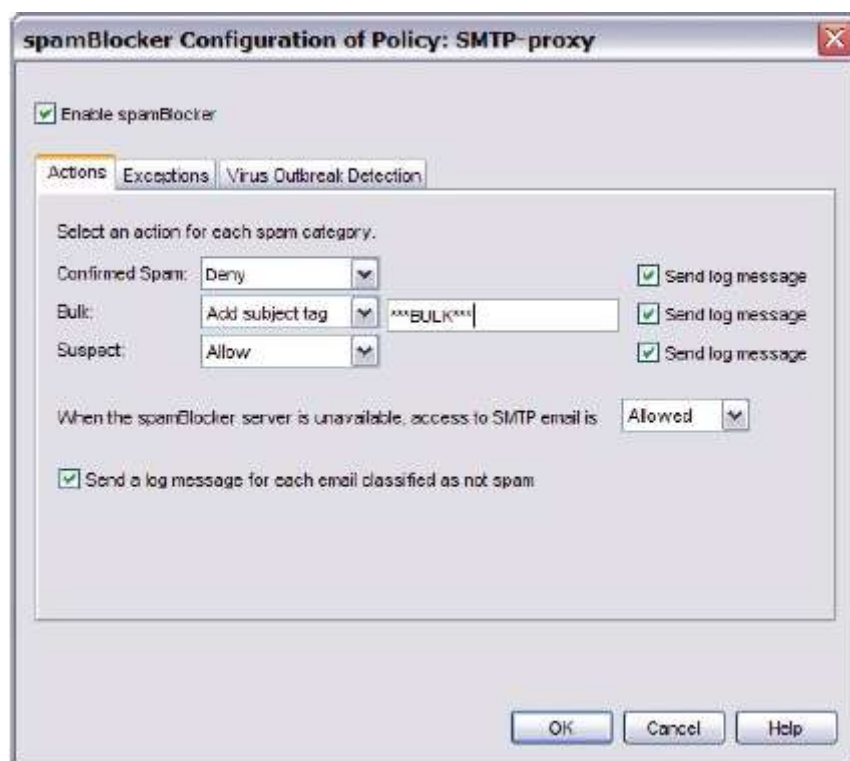 spamBlocker Configuration of Policy: SMTP-proxy
Enable spamBlocker
Actions Exceptions Virus Outbreak Detection
Select an action for each spam category.
Confirmed Spam: Deny Send log message
Bulk: Add subject tag ***BULK*** Send log message
Suspect: Allow Send log message
When the spamBlocker server is unavailable, access to SMTP email is Allowed
Send a log message for each email classified as not spam
OK Cancel Help